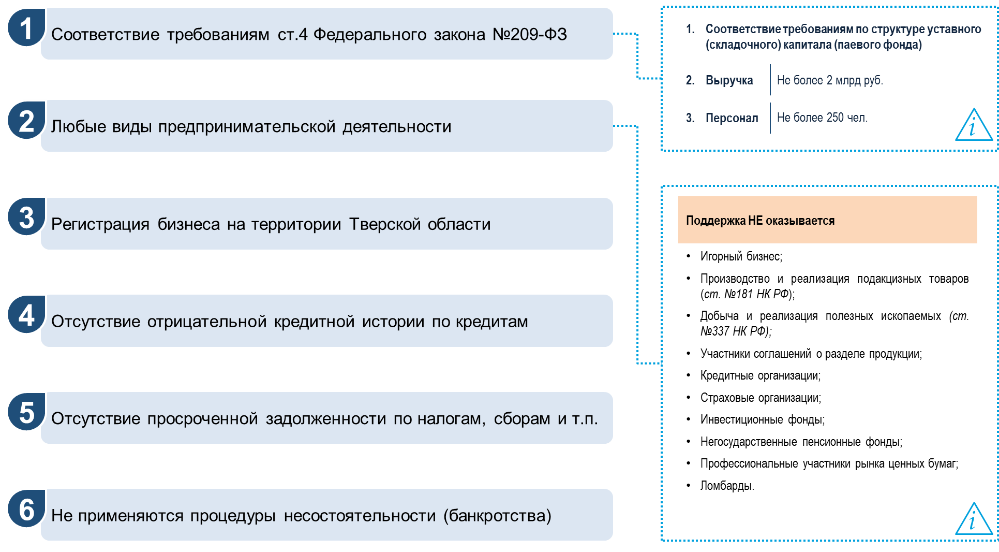 1
Соответствие требованиям ст.4 Федерального закона №209-ФЗ
2
Любые виды предпринимательской деятельности
3
Регистрация бизнеса на территории Тверской области
4
Отсутствие отрицательной кредитной истории по кредитам
5
Отсутствие просроченной задолженности по налогам, сборам и т.п.
6
Не применяются процедуры несостоятельности (банкротства)
1. Соответствие требованиям по структуре уставного
(складочного) капитала (паевого фонда)
2. Выручка Не более 2 млрд руб.
3. Персонал Не более 250 чел.
i
Поддержка НЕ оказывается
• Игорный бизнес;
• Производство и реализация подакцизных товаров
(ст. №181 НК РФ);
• Добыча и реализация полезных ископаемых (ст.
№337 НК РФ);
• Участники соглашений о разделе продукции;
• Кредитные организации;
• Страховые организации;
• Инвестиционные фонды;
• Негосударственные пенсионные фонды;
• Профессиональные участники рынка ценных бумаг;
• Ломбарды.
i